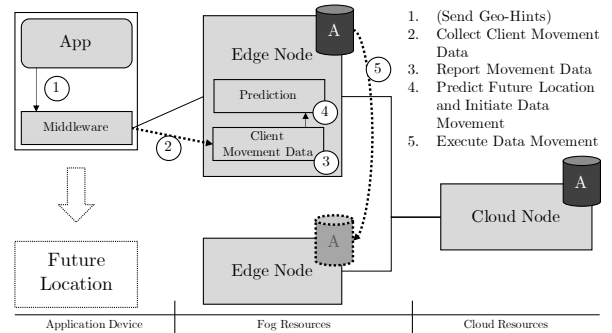 App
1
Middleware
2
Future
Location
A
Edge Node
Prediction
4
Client
Movement Data
3
5
A
Edge Node
1. (Send Geo-Hints)
2. Collect Client Movement
Data
3. Report Movement Data
4. Predict Future Location
and Initiate Data
Movement
5. Execute Data Movement
A
Cloud Node
Application Device
Fog Resources
Cloud Resources